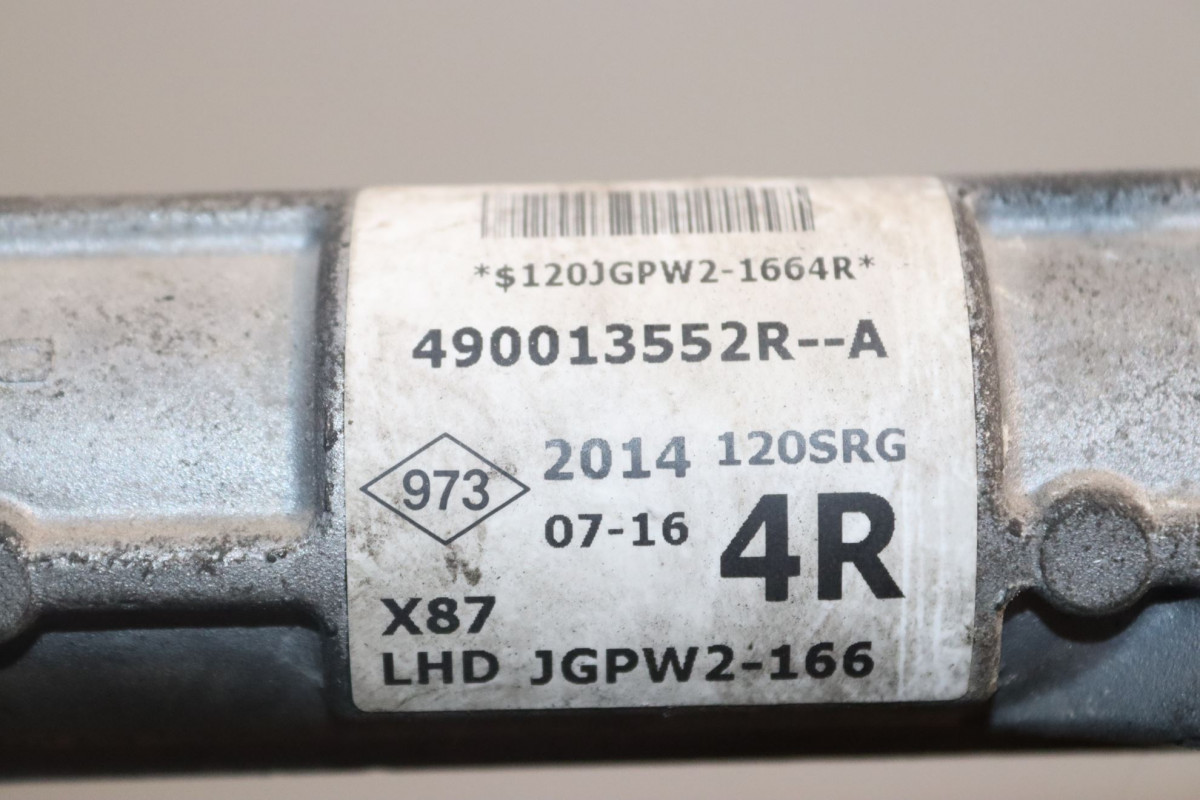 *$120JGPW2-1664R*
490013552R--A
973
2014 120SRG
07-16 4R
X87
LHD JGPW2-166